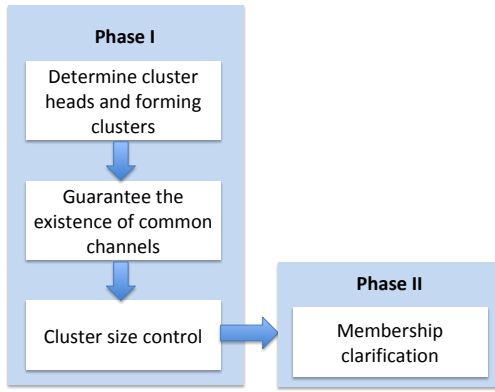 Phase I
Determine cluster
heads and forming
clusters
Guarantee the
existence of common
channels
Cluster size control
Phase II
Membership
clarification